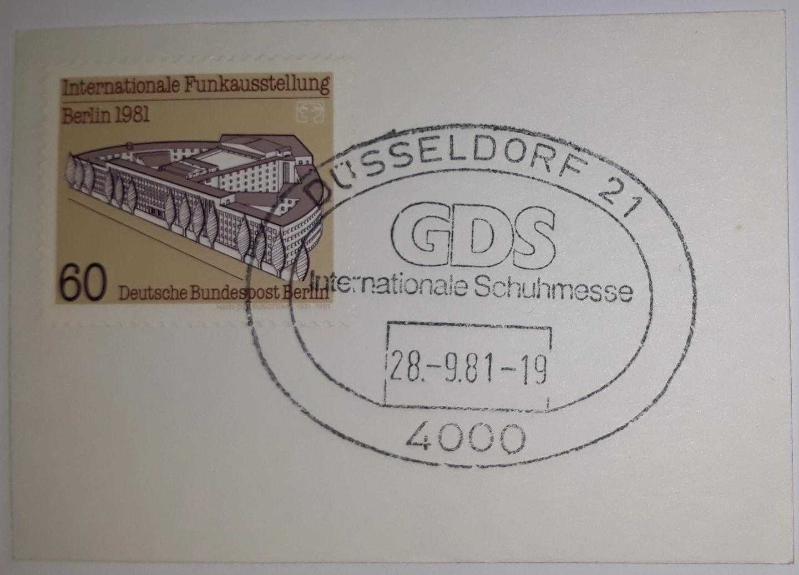 Internationale Funkausstellung
Berlin 1981
60 Deutsche Bundespost Berlin
DÜSSELDORF 21
GDS
Internationale Schuhmesse
28.-9.81-19
4000